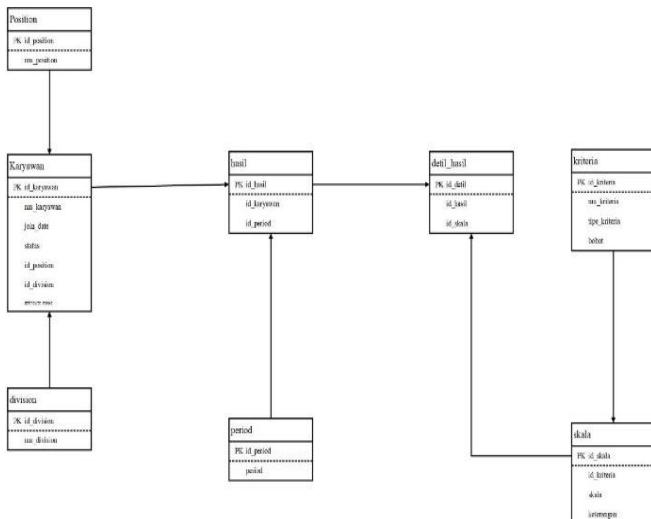 Position
PK id_position
nm_position
Karyawan
PK id_karyawan
nm_karyawan
join_date
status
id_position
id_division
division
PK id_division
nm_division
hasil
PK id_hasil
id_karyawan
id_period
period
PK id_period
period
detil_hasil
PK id_detil
id_hasil
id_skala
kriteria
PK id_kriteria
nm_kriteria
tipe_kriteria
bobot
skala
PK id_skala
id_kriteria
skala
keterangan